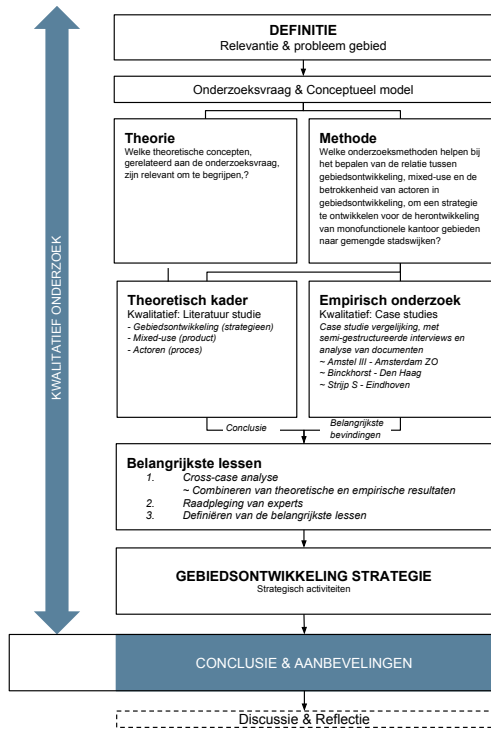 KWALITATIEF ONDERZOEK
DEFINITIE
Relevantie & probleem gebied
Onderzoeksvraag & Conceptueel model
Theorie
Welke theoretische concepten,
gerelateerd aan de onderzoeksvraag,
zijn relevant om te begrijpen,?
Methode
Welke onderzoeksmethoden helpen bij
het bepalen van de relatie tussen
gebiedsontwikkeling, mixed-use en de
betrokkenheid van actoren in
gebiedsontwikkeling, om een strategie
te ontwikkelen voor de herontwikkeling
van monofunctionele kantoor gebieden
naar gemengde stadswijken?
Theoretisch kader
Kwalitatief: Literatuur studie
- Gebiedsontwikkeling (strategieen)
- Mixed-use (product)
- Actoren (proces)
Empirisch onderzoek
Kwalitatief: Case studies
Case studie vergelijking, met
semi-gestructureerde interviews en
analyse van documenten
~ Amstel III - Amsterdam ZO
~ Binckhorst - Den Haag
~ Strijp S - Eindhoven
Conclusie
Belangrijkste
bevindingen
Belangrijkste lessen
1. Cross-case analyse
~ Combineren van theoretische en empirische resultaten
2. Raadpleging van experts
3. Definiëren van de belangrijkste lessen
GEBIEDSONTWIKKELING STRATEGIE
Strategisch activiteiten
CONCLUSIE & AANBEVELINGEN
Discussie & Reflectie